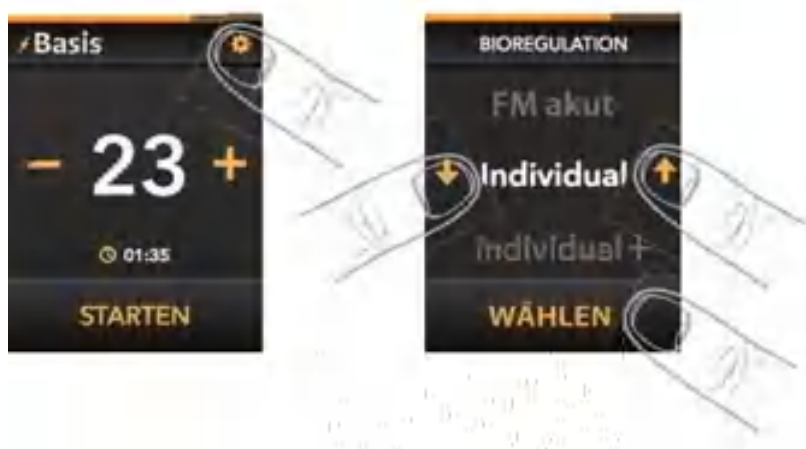 Basis
− 23 +
01:35
STARTEN
BIOREGULATION
FM akut
Individual
Individual+
WÄHLEN